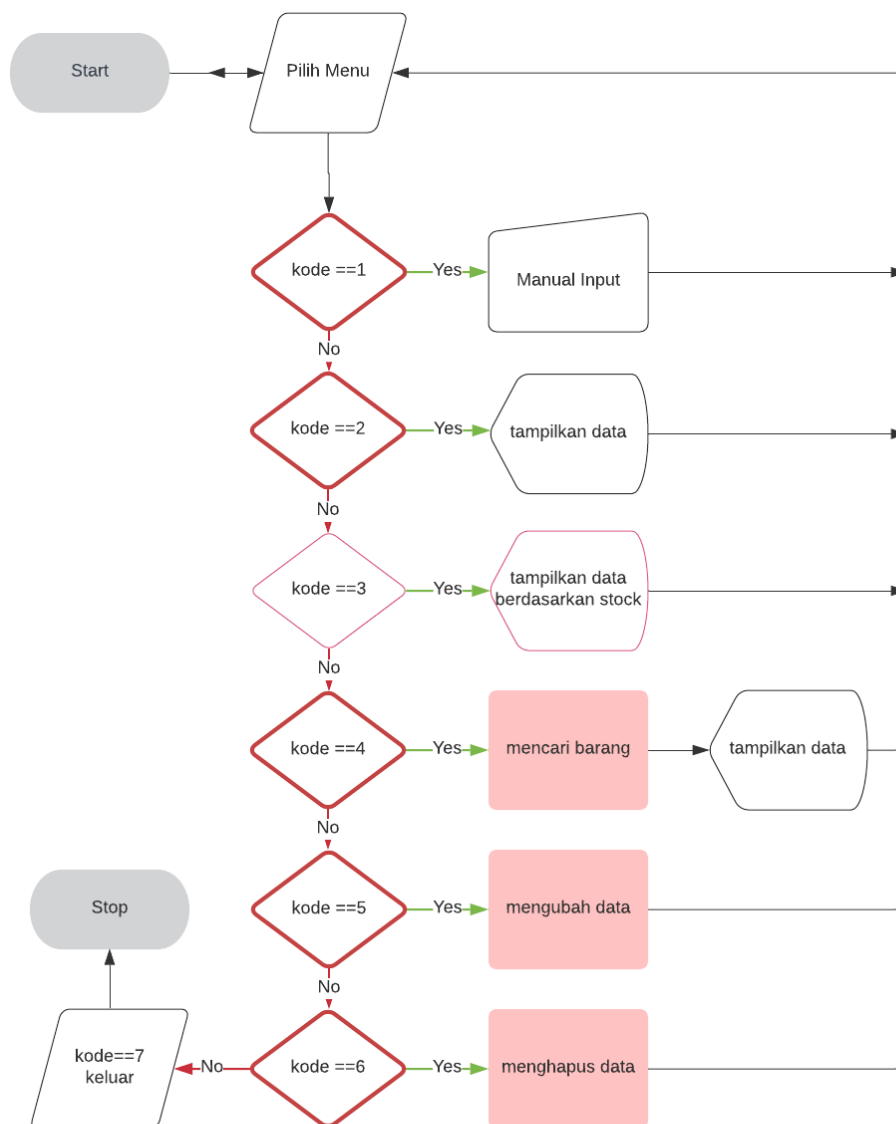 Start
Pilih Menu
kode ==1
Yes
Manual Input
No
kode ==2
Yes
tampilkan data
No
kode ==3
Yes
tampilkan data
berdasarkan stock
No
kode ==4
Yes
mencari barang
tampilkan data
No
kode ==5
Yes
mengubah data
Stop
No
kode ==6
Yes
menghapus data
No
kode==7
keluar